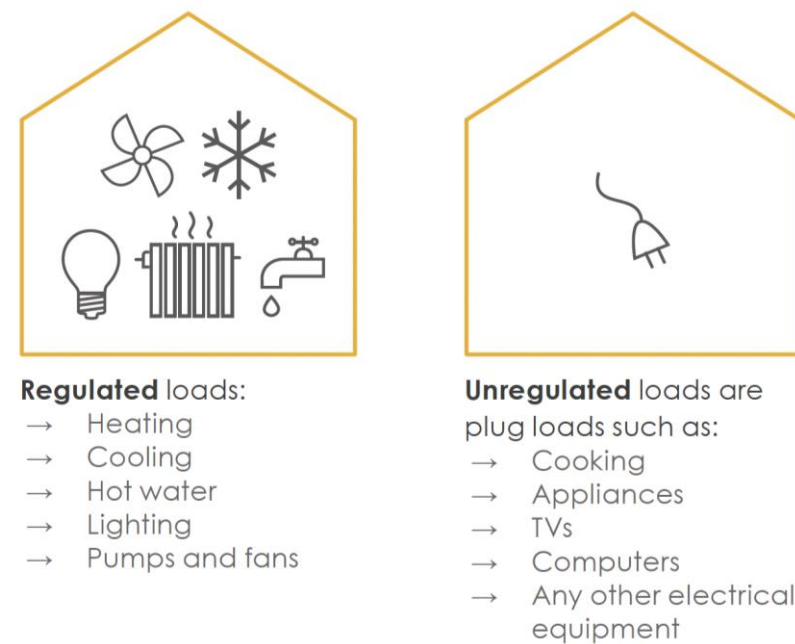 Regulated loads:
→ Heating
→ Cooling
→ Hot water
→ Lighting
→ Pumps and fans
Unregulated loads are
plug loads such as:
→ Cooking
→ Appliances
→ TVs
→ Computers
→ Any other electrical
equipment